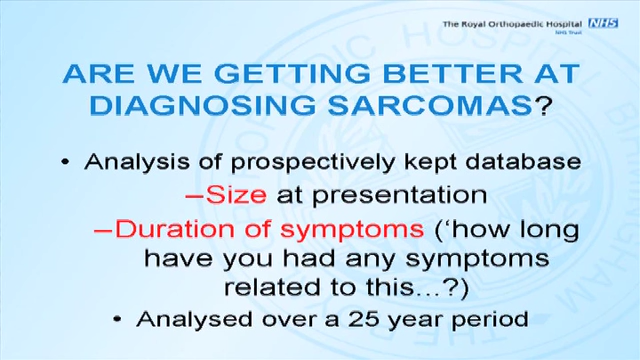 The Royal Orthopaedic Hospital NHS
NHS Trust
ARE WE GETTING BETTER AT
DIAGNOSING SARCOMAS?
• Analysis of prospectively kept database
–Size at presentation
–Duration of symptoms (‘how long
have you had any symptoms
related to this...?)
• Analysed over a 25 year period